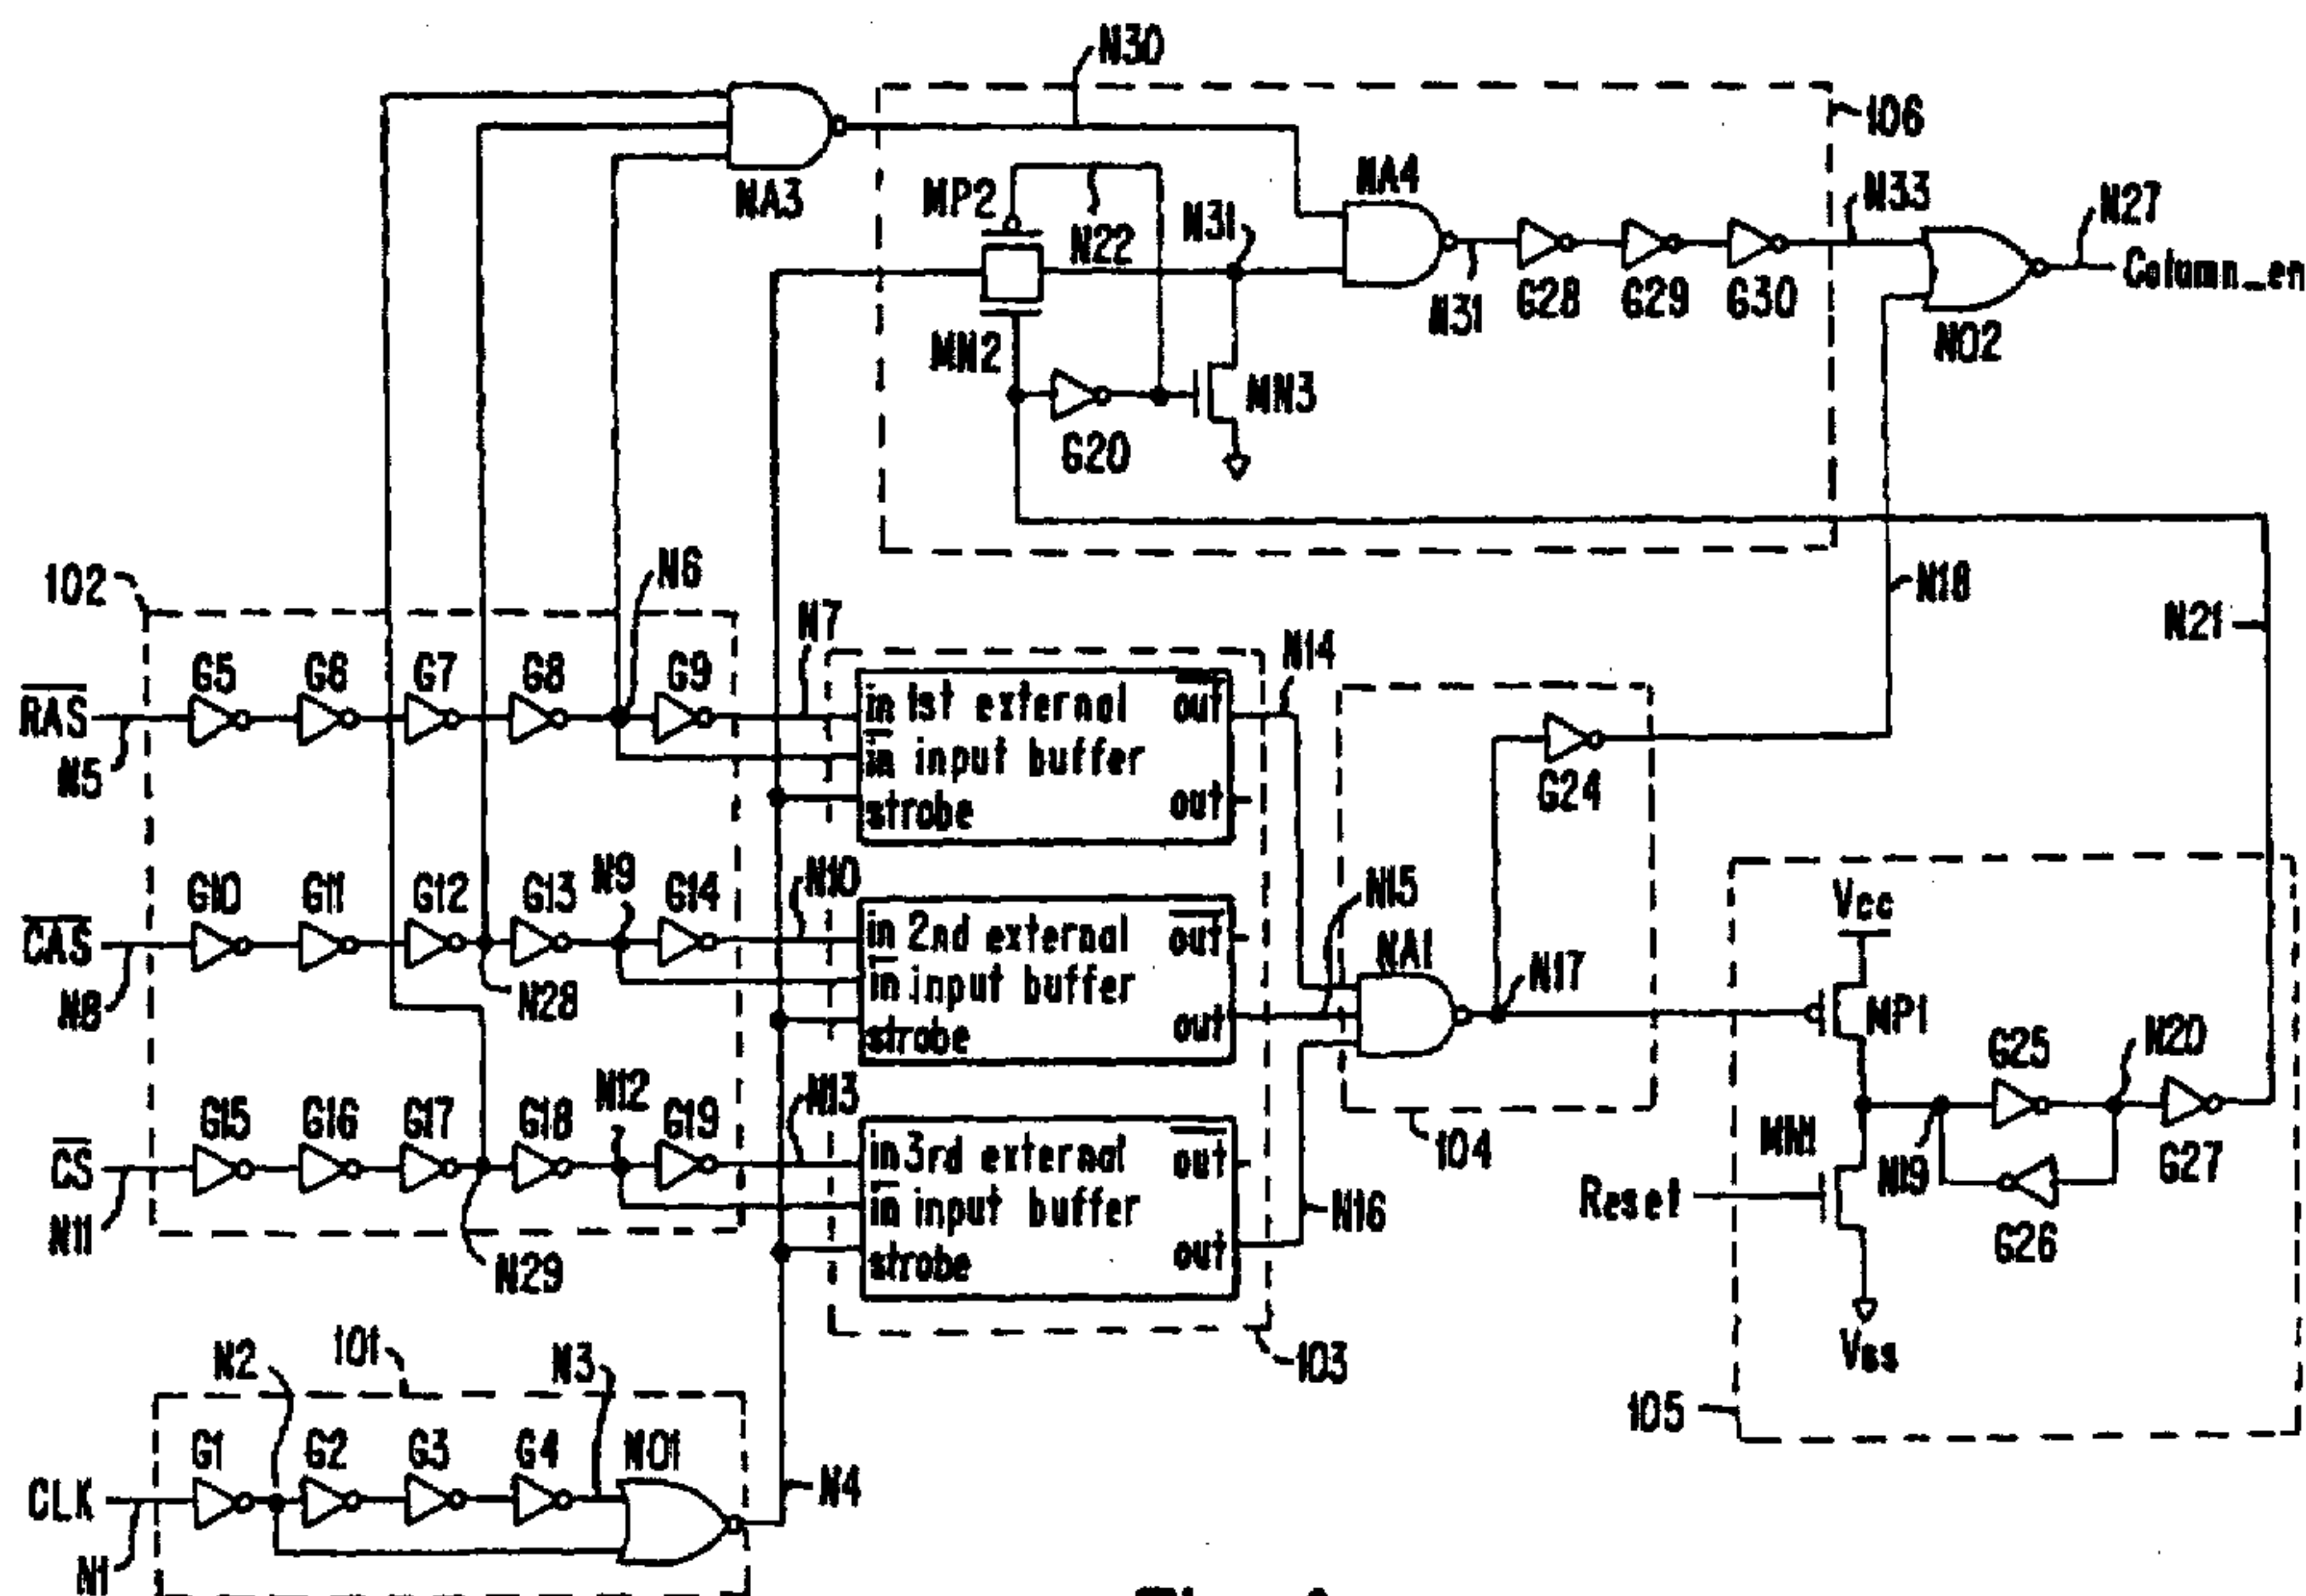 N30
106
NA3
MP2
N22
N31
NA4
N31
G28
G29
G30
N33
N27
Column_en
NO2
MN2
G20
MN3
N18
N21
102
N6
N7
N14
RAS
N5
G5
G6
G7
G8
G9
in 1st external out
in input buffer
strobe out
G24
CAS
N8
G10
G11
G12
G13
N9
G14
N10
N28
in 2nd external out
in input buffer
strobe out
N15
NA1
N17
104
Vcc
MP1
G25
N20
G27
MN1
N19
G26
Reset
Vss
105
CS
N11
G15
G16
G17
G18
N12
G19
N13
N29
in 3rd external out
in input buffer
strobe out
N16
103
N2
101
N3
G1
G2
G3
G4
NO1
CLK
N1
N4